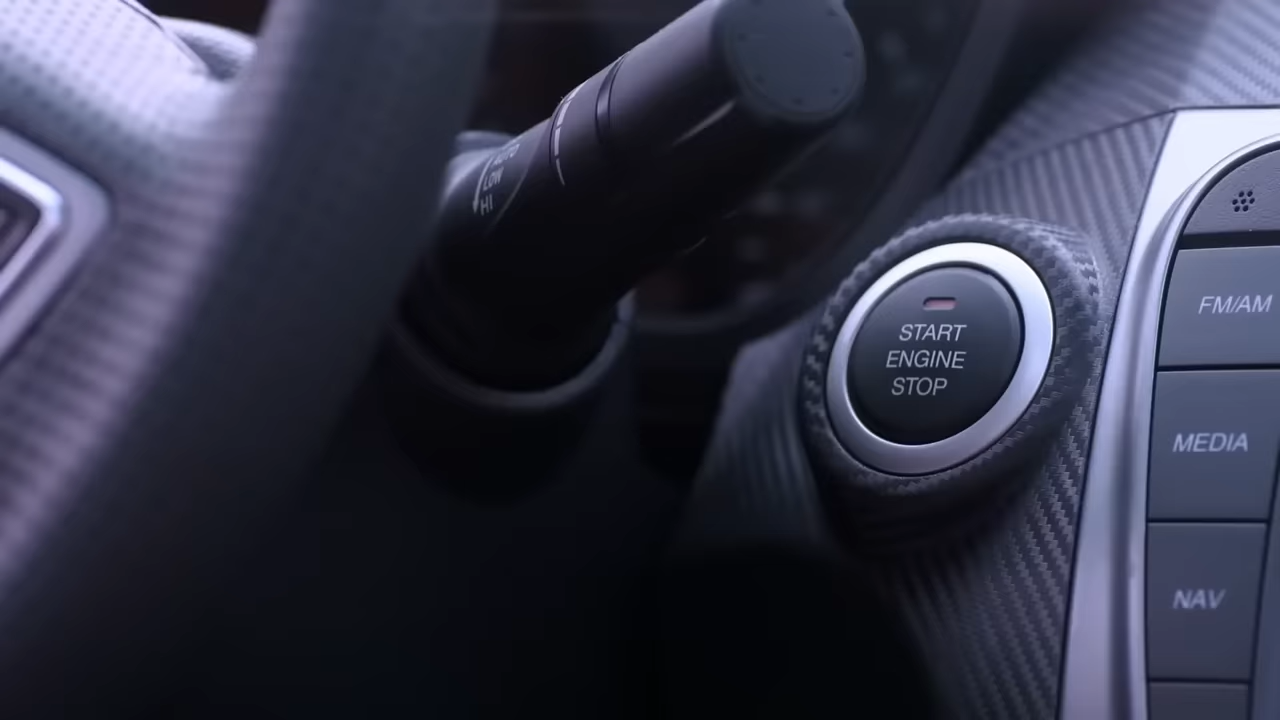 AUTO
LOW
HI
START
ENGINE
STOP
FM/AM
MEDIA
NAV